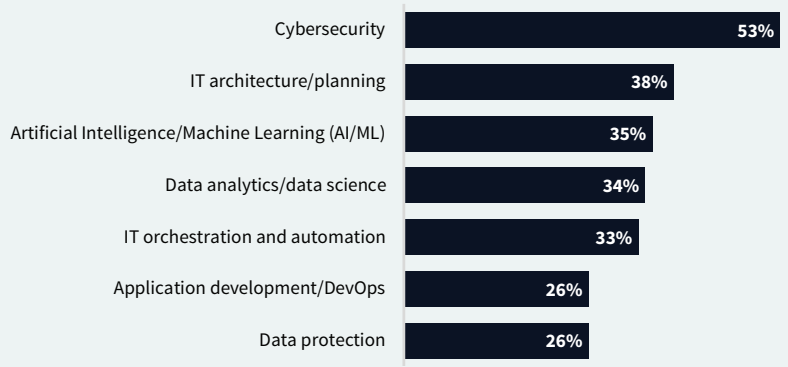 Cybersecurity 53%
IT architecture/planning 38%
Artificial Intelligence/Machine Learning (AI/ML) 35%
Data analytics/data science 34%
IT orchestration and automation 33%
Application development/DevOps 26%
Data protection 26%